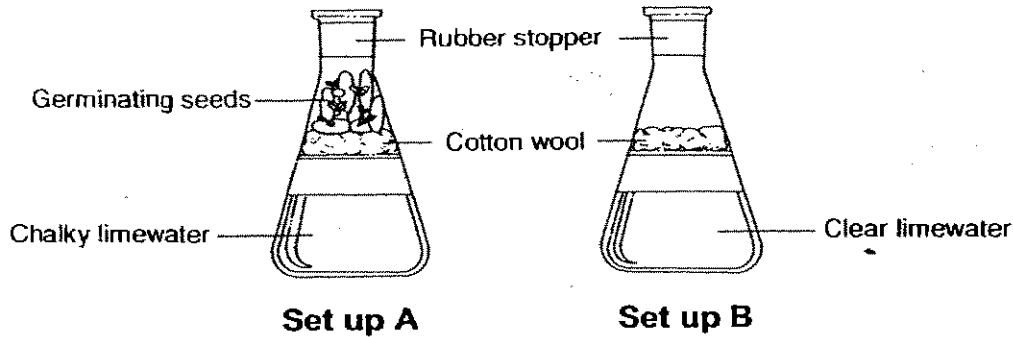 Rubber stopper
Germinating seeds
Cotton wool
Chalky limewater
Clear limewater
Set up A
Set up B